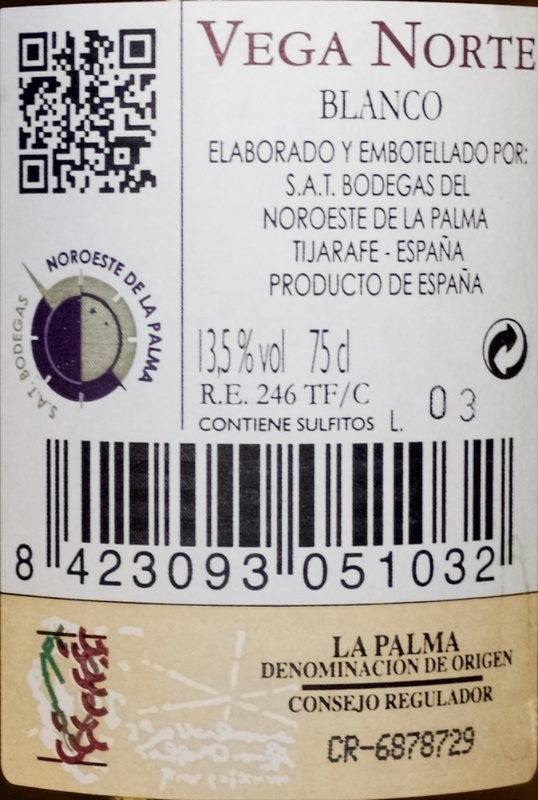 VEGA NORTE
BLANCO
ELABORADO Y EMBOTELLADO POR:
S.A.T. BODEGAS DEL
NOROESTE DE LA PALMA
TIJARAFE - ESPAÑA
PRODUCTO DE ESPAÑA
S.A.T. BODEGAS
NOROESTE DE LA PALMA
13,5 % vol 75 cl
R.E. 246 TF/C
CONTIENE SULFITOS L. 03
8 423093 051032
LA PALMA
DENOMINACIÓN DE ORIGEN
CONSEJO REGULADOR
CR-6878729